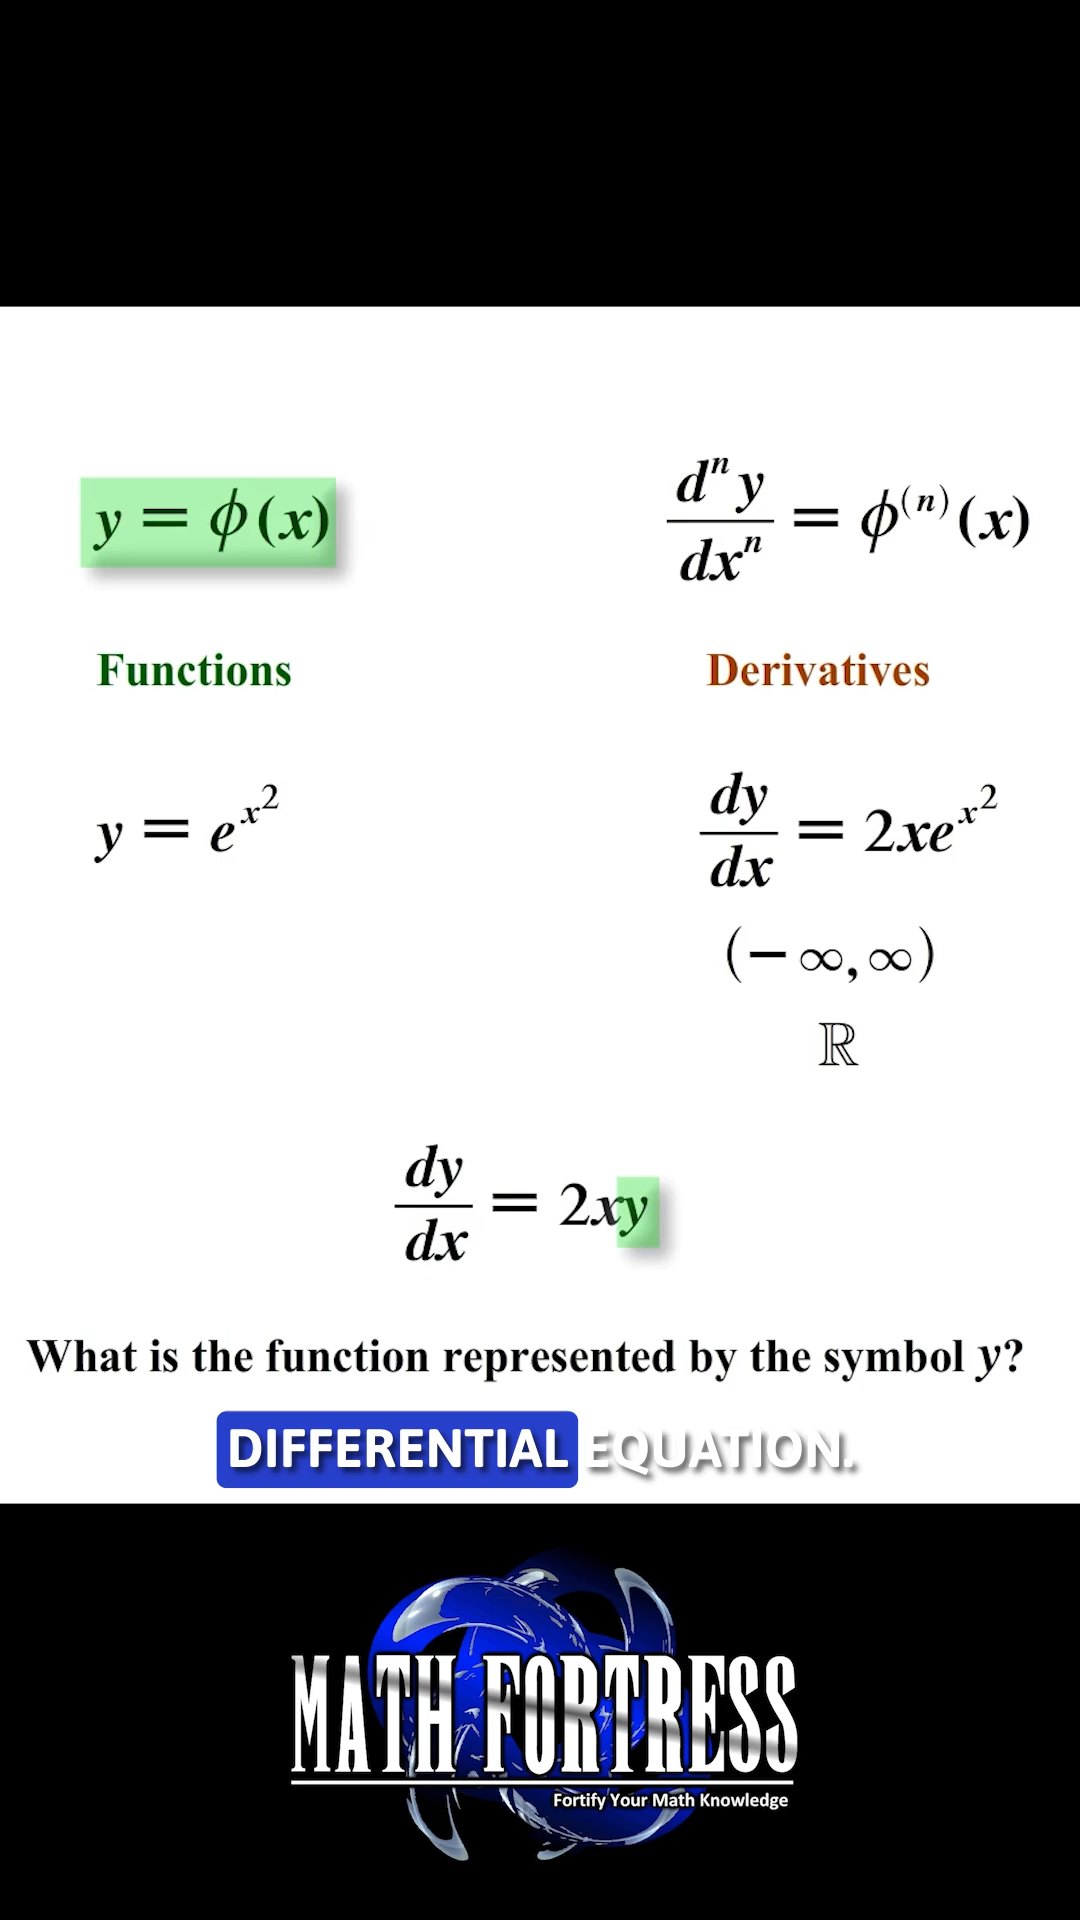 y = ϕ(x)
dⁿy/dxⁿ = ϕ⁽ⁿ⁾(x)
Functions
Derivatives
y = e^{x²}
dy/dx = 2xe^{x²}
(−∞, ∞)
ℝ
dy/dx = 2xy
What is the function represented by the symbol y?
DIFFERENTIAL EQUATION.
MATH FORTRESS
Fortify Your Math Knowledge